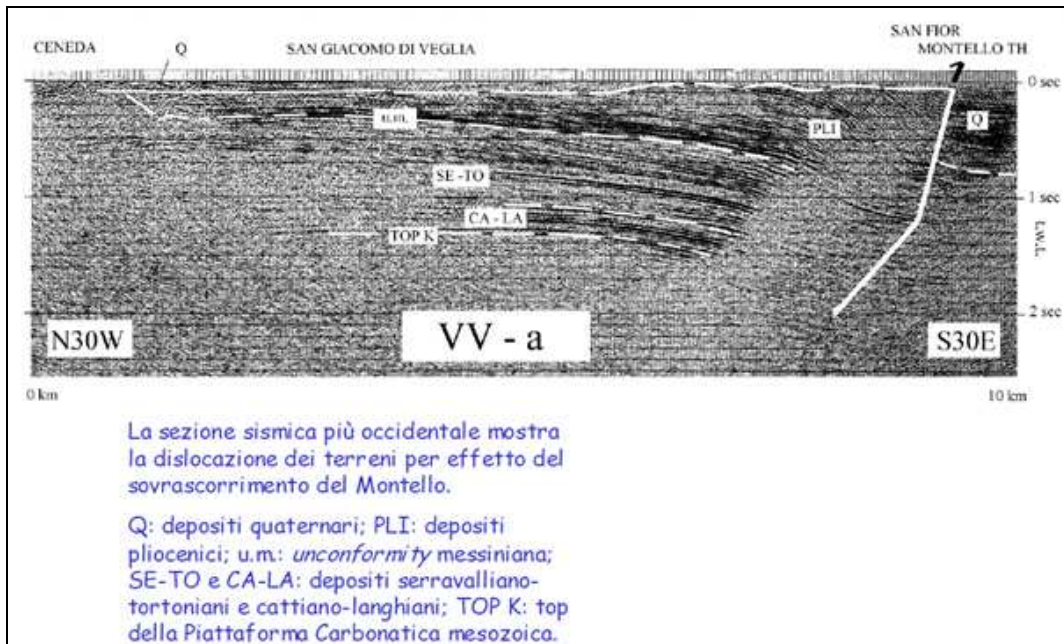 SAN FIOR
CENEDA Q SAN GIACOMO DI VEGLIA MONTELLO TH
0 sec
u.m. PLI Q
SE -TO
1 sec
CA - LA
TOP K
t.w.t.
2 sec
N30W VV - a S30E
0 km 10 km
La sezione sismica più occidentale mostra
la dislocazione dei terreni per effetto del
sovrascorrimento del Montello.
Q: depositi quaternari; PLI: depositi
pliocenici; u.m.: unconformity messiniana;
SE-TO e CA-LA: depositi serravalliano-
tortoniani e cattiano-langhiani; TOP K: top
della Piattaforma Carbonatica mesozoica.